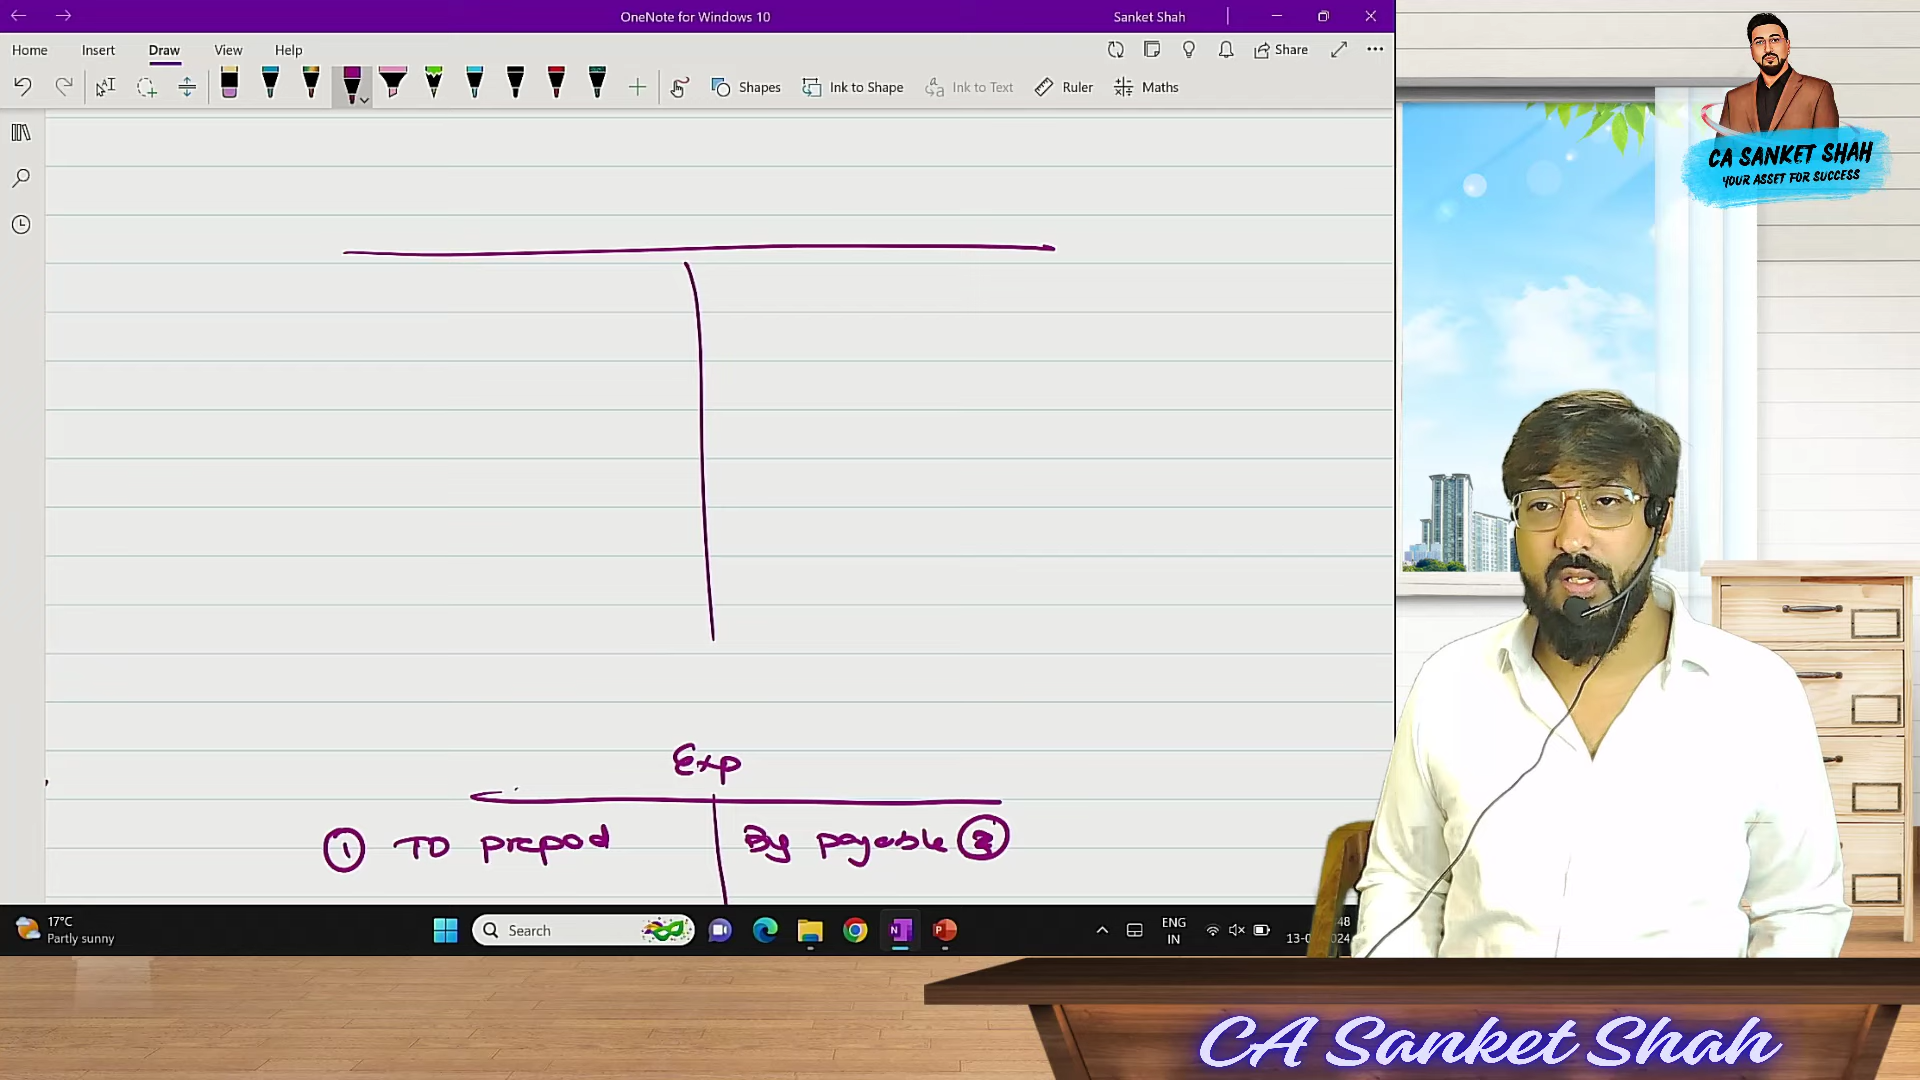 OneNote for Windows 10
Sanket Shah
Home Insert Draw View Help
Share
Shapes Ink to Shape Ink to Text Ruler Maths
CA SANKET SHAH
YOUR ASSET FOR SUCCESS
Exp
① TO prepad
By payable ②
17°C
Partly sunny
Search
ENG
IN
48
CA Sanket Shah